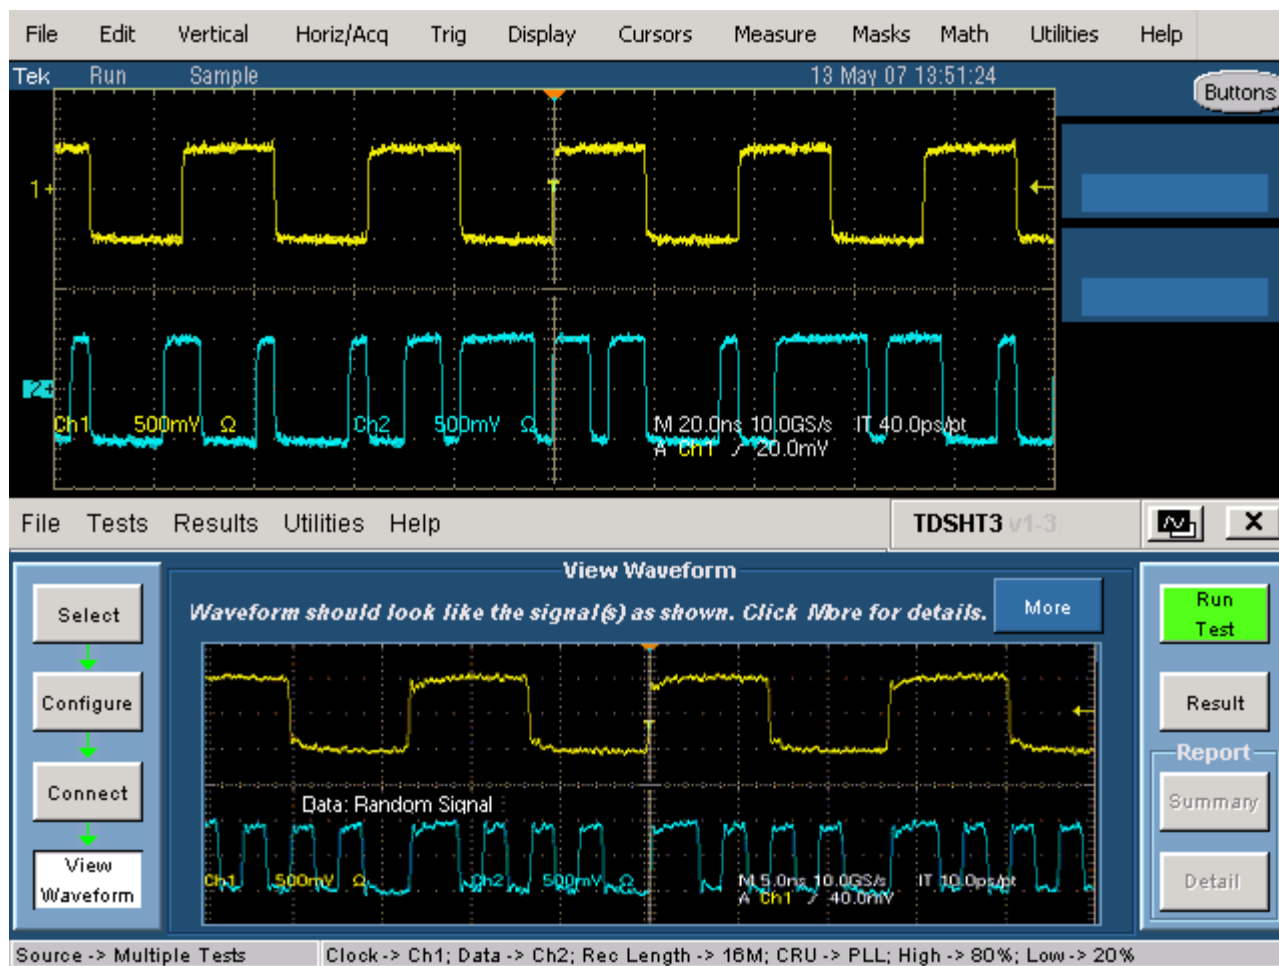 File Edit Vertical Horiz/Acq Trig Display Cursors Measure Masks Math Utilities Help
Tek Run Sample 13 May 07 13:51:24
Buttons
1
T
2
Ch1 500mV Ω Ch2 500mV Ω M 20.0ns 10.0GS/s IT 40.0ps/pt
A Ch1 / 20.0mV
File Tests Results Utilities Help TDSHT3 v1-3 X
View Waveform
Waveform should look like the signal(s) as shown. Click More for details. More
Select
Configure
Connect
View
Waveform
T
Data: Random Signal
Ch1 500mV Ω Ch2 500mV Ω M 5.0ns 10.0GS/s IT 10.0ps/pt
A Ch1 / 40.0mV
Run
Test
Result
Report
Summary
Detail
Source -> Multiple Tests Clock -> Ch1; Data -> Ch2; Rec Length -> 16M; CRU -> PLL; High -> 80%; Low -> 20%